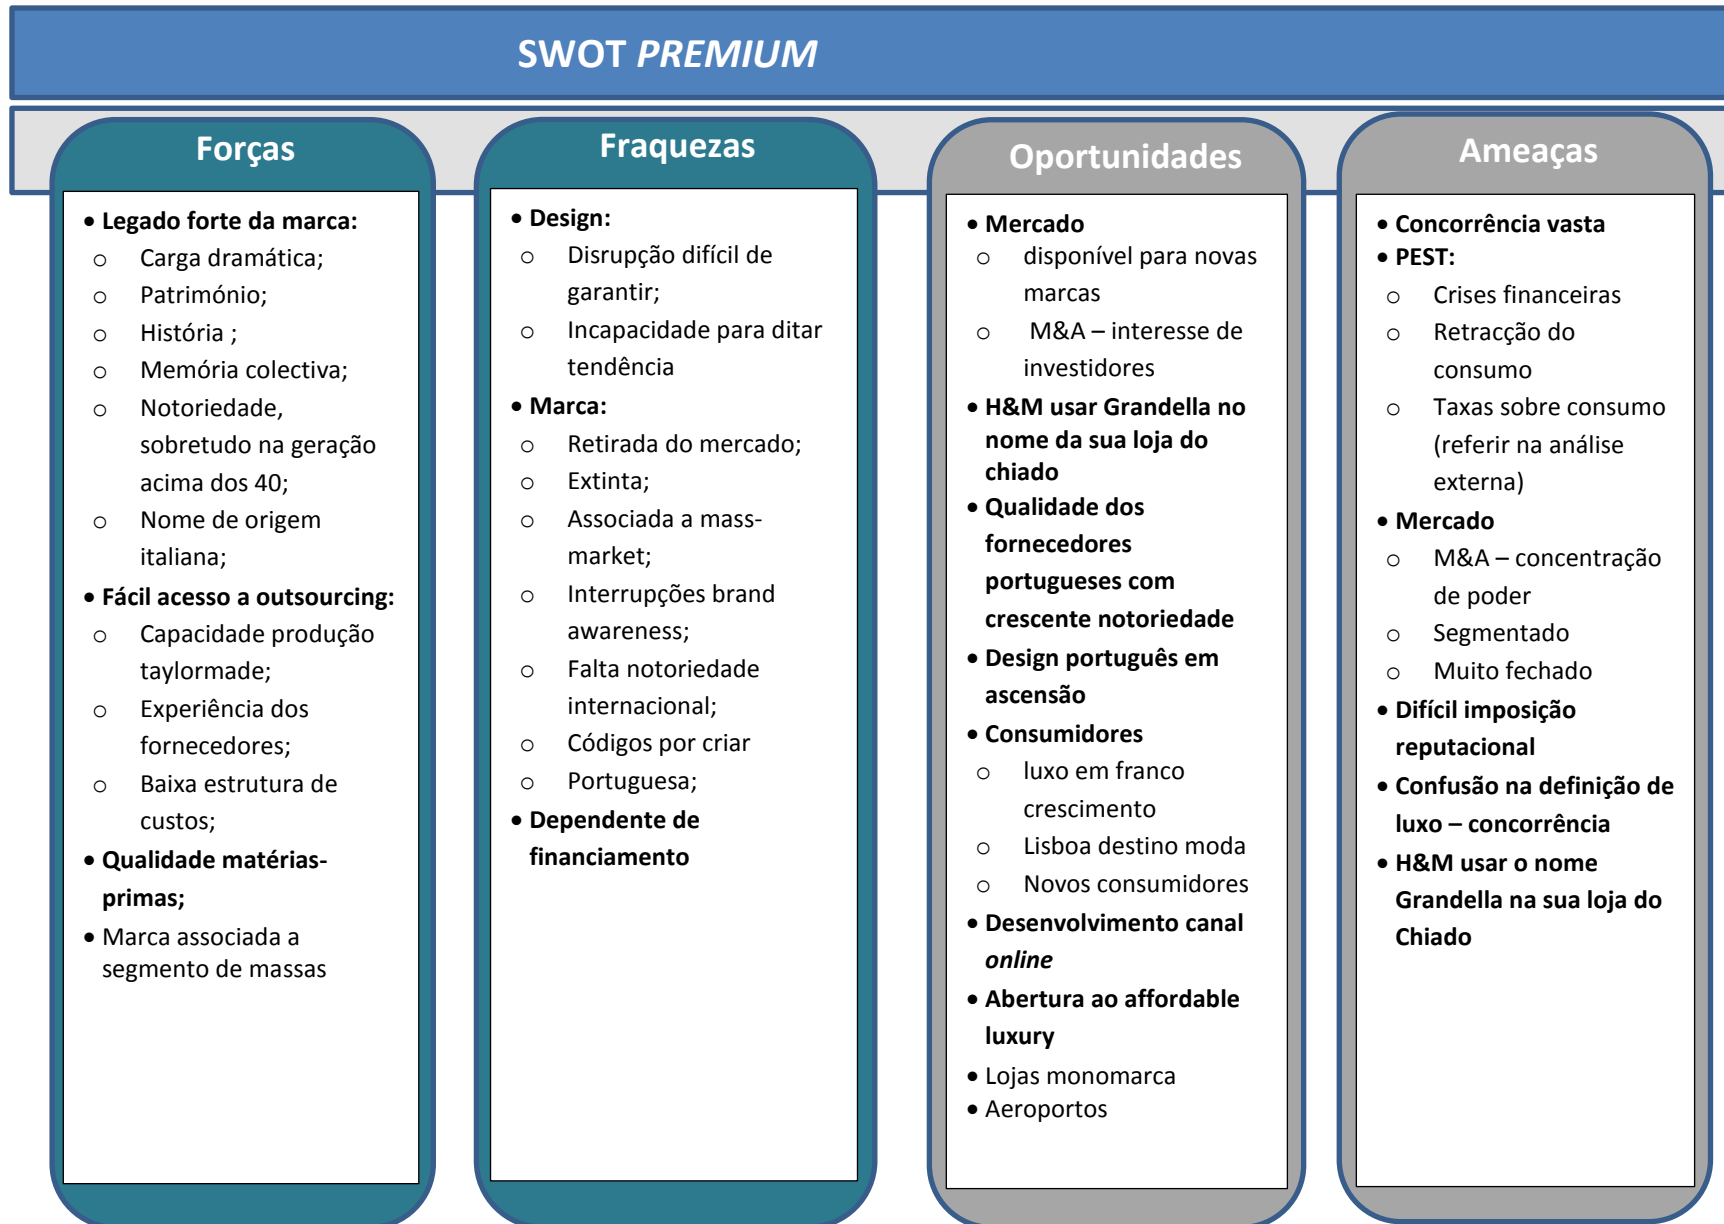 SWOT PREMIUM
Forças
• Legado forte da marca:
o Carga dramática;
o Património;
o História ;
o Memória colectiva;
o Notoriedade,
sobretudo na geração
acima dos 40;
o Nome de origem
italiana;
• Fácil acesso a outsourcing:
o Capacidade produção
taylormade;
o Experiência dos
fornecedores;
o Baixa estrutura de
custos;
• Qualidade matérias-
primas;
• Marca associada a
segmento de massas
Fraquezas
• Design:
o Disrupção difícil de
garantir;
o Incapacidade para ditar
tendência
• Marca:
o Retirada do mercado;
o Extinta;
o Associada a mass-
market;
o Interrupções brand
awareness;
o Falta notoriedade
internacional;
o Códigos por criar
o Portuguesa;
• Dependente de
financiamento
Oportunidades
• Mercado
o disponível para novas
marcas
o M&A – interesse de
investidores
• H&M usar Grandella no
nome da sua loja do
chiado
• Qualidade dos
fornecedores
portugueses com
crescente notoriedade
• Design português em
ascensão
• Consumidores
o luxo em franco
crescimento
o Lisboa destino moda
o Novos consumidores
• Desenvolvimento canal
online
• Abertura ao affordable
luxury
• Lojas monomarca
• Aeroportos
Ameaças
• Concorrência vasta
• PEST:
o Crises financeiras
o Retracção do
consumo
o Taxas sobre consumo
(referir na análise
externa)
• Mercado
o M&A – concentração
de poder
o Segmentado
o Muito fechado
• Difícil imposição
reputacional
• Confusão na definição de
luxo – concorrência
• H&M usar o nome
Grandella na sua loja do
Chiado